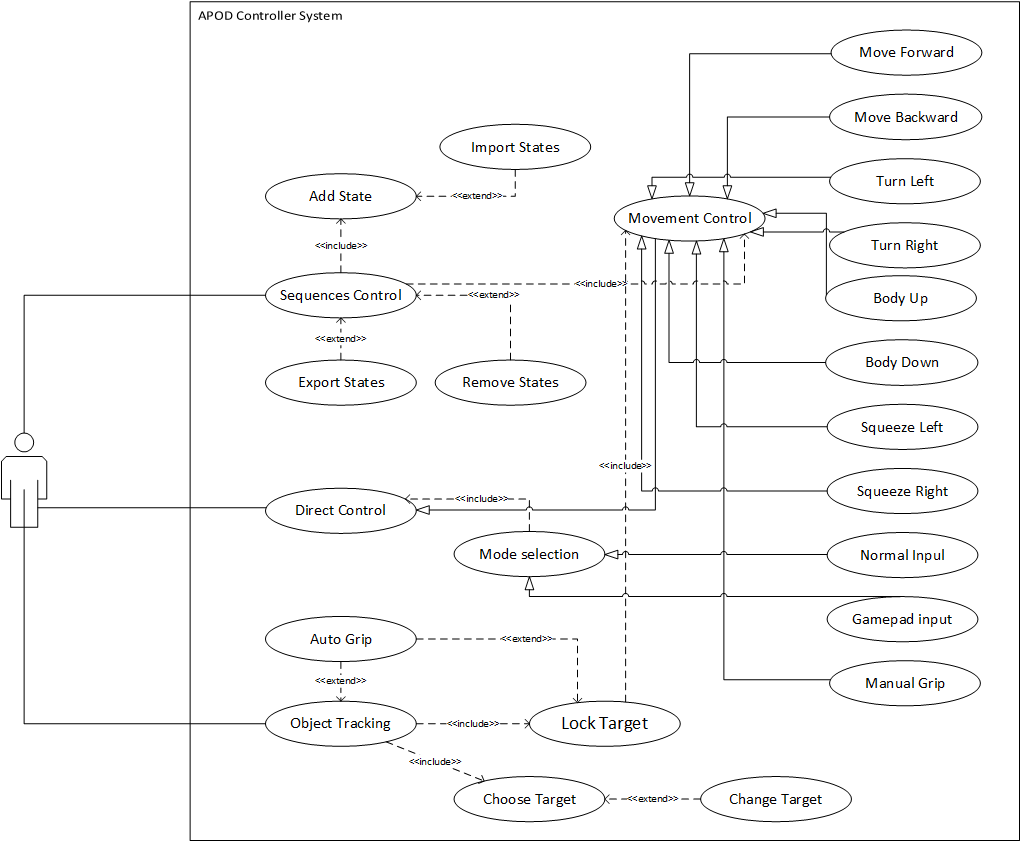 APOD Controller System
Move Forward
Move Backward
Import States
Turn Left
Add State
<<extend>>
Movement Control
<<include>>
Turn Right
Sequences Control
<<include>>
<<extend>>
Body Up
<<extend>>
Body Down
Export States
Remove States
Squeeze Left
<<include>>
Squeeze Right
<<include>>
Direct Control
Mode selection
Normal Inpul
Gamepad input
Auto Grip
<<extend>>
<<extend>>
Manual Grip
Object Tracking
<<include>>
Lock Target
<<include>>
Choose Target
<<extend>>
Change Target